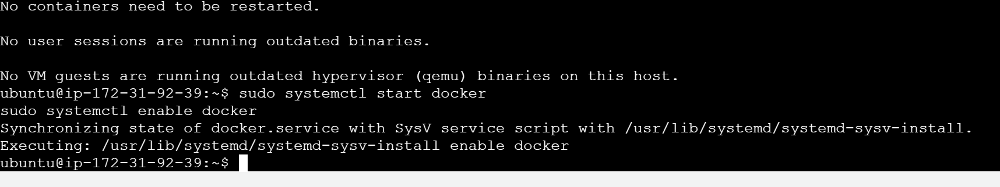 No containers need to be restarted.
No user sessions are running outdated binaries.
No VM guests are running outdated hypervisor (qemu) binaries on this host.
ubuntu@ip-172-31-92-39:~$ sudo systemctl start docker
sudo systemctl enable docker
Synchronizing state of docker.service with SysV service script with /usr/lib/systemd/systemd-sysv-install.
Executing: /usr/lib/systemd/systemd-sysv-install enable docker
ubuntu@ip-172-31-92-39:~$